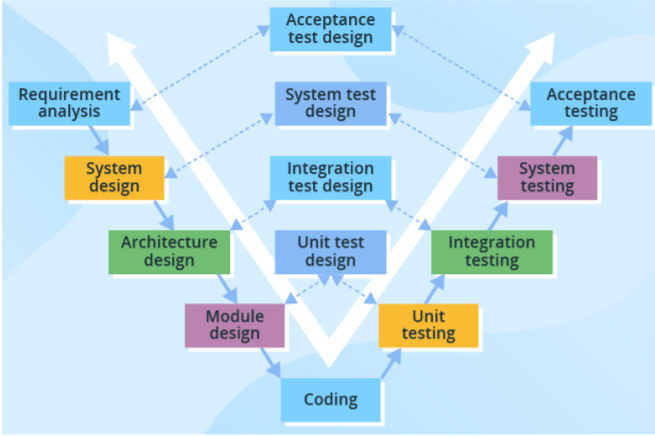 Acceptance
test design
Requirement
analysis
System test
design
Acceptance
testing
System
design
Integration
test design
System
testing
Architecture
design
Unit test
design
Integration
testing
Module
design
Unit
testing
Coding